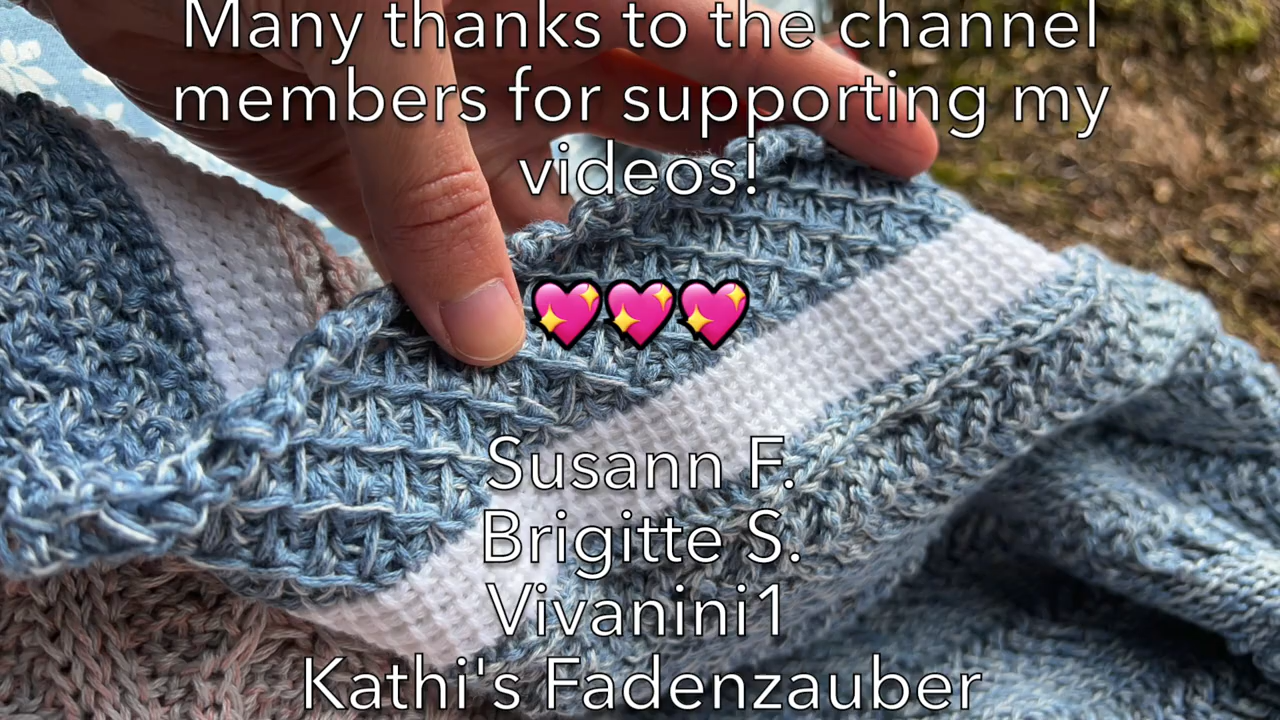 Many thanks to the channel
members for supporting my
videos!
💖💖💖
Susann F.
Brigitte S.
Vivanini1
Kathi's Fadenzauber